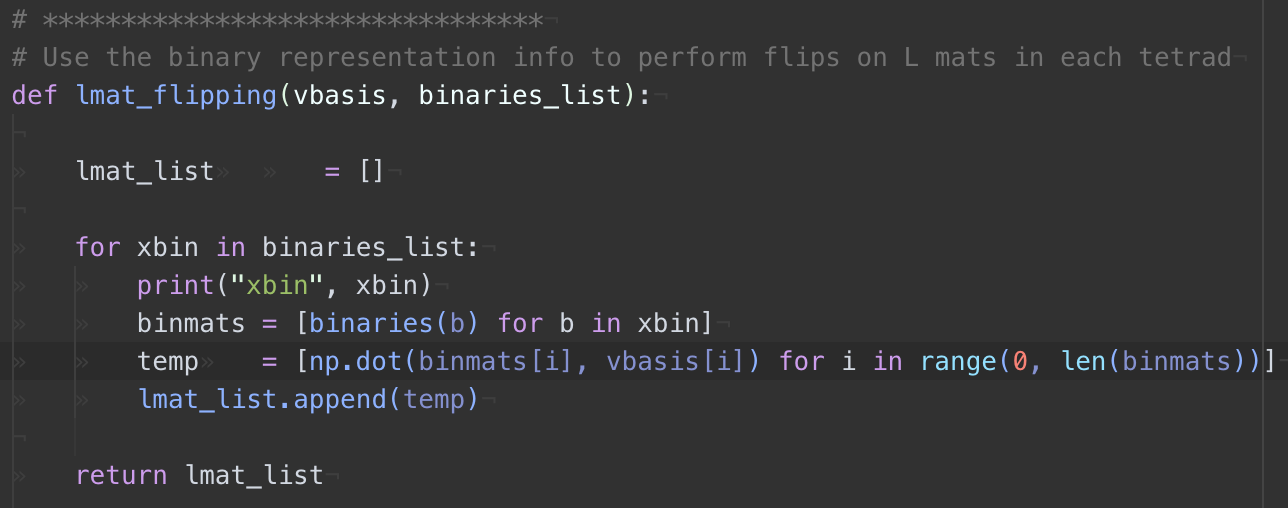 # ********************************
# Use the binary representation info to perform flips on L mats in each tetrad
def lmat_flipping(vbasis, binaries_list):
lmat_list = []
for xbin in binaries_list:
print("xbin", xbin)
binmats = [binaries(b) for b in xbin]
temp = [np.dot(binmats[i], vbasis[i]) for i in range(0, len(binmats))]
lmat_list.append(temp)
return lmat_list